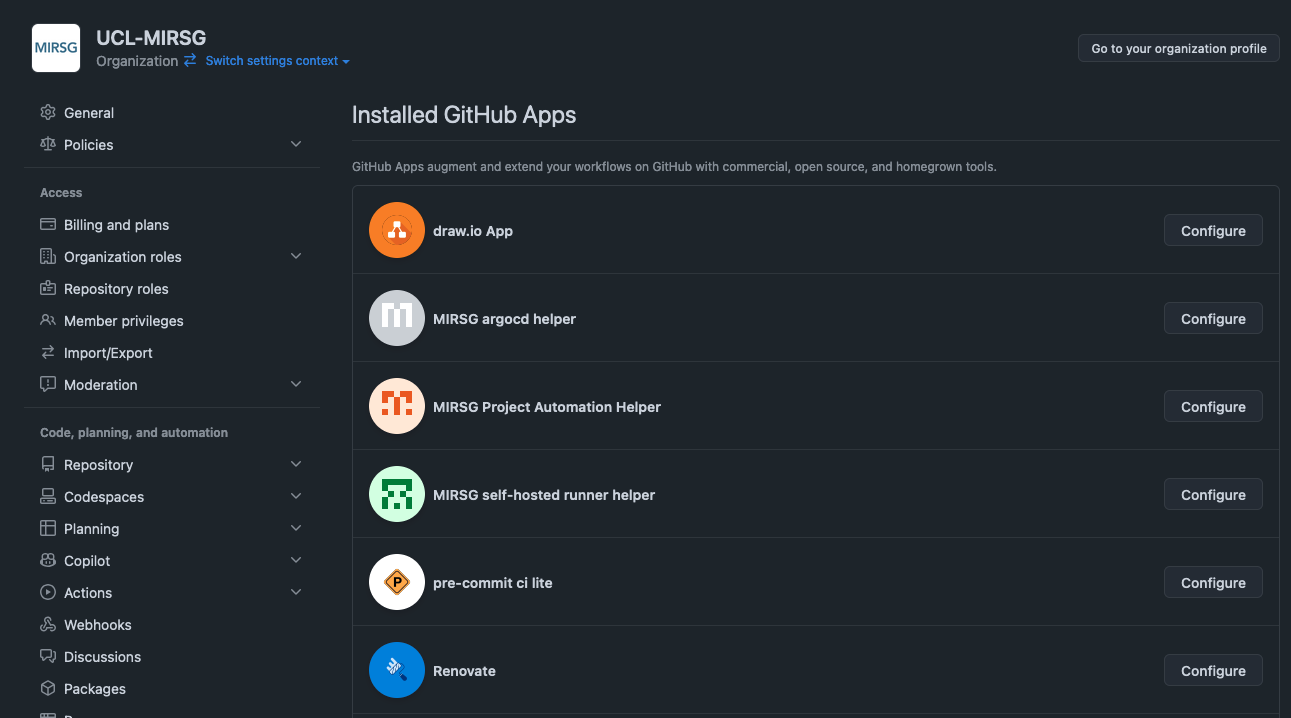 MIRSG
UCL-MIRSG
Organization Switch settings context
Go to your organization profile
General
Policies
Access
Billing and plans
Organization roles
Repository roles
Member privileges
Import/Export
Moderation
Code, planning, and automation
Repository
Codespaces
Planning
Copilot
Actions
Webhooks
Discussions
Packages
Installed GitHub Apps
GitHub Apps augment and extend your workflows on GitHub with commercial, open source, and homegrown tools.
draw.io App
Configure
MIRSG argocd helper
Configure
MIRSG Project Automation Helper
Configure
MIRSG self-hosted runner helper
Configure
P
pre-commit ci lite
Configure
Renovate
Configure